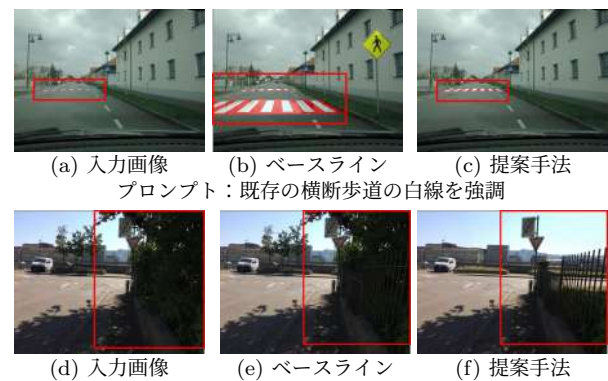 (a) 入力画像 (b) ベースライン (c) 提案手法
プロンプト：既存の横断歩道の白線を強調
(d) 入力画像 (e) ベースライン (f) 提案手法